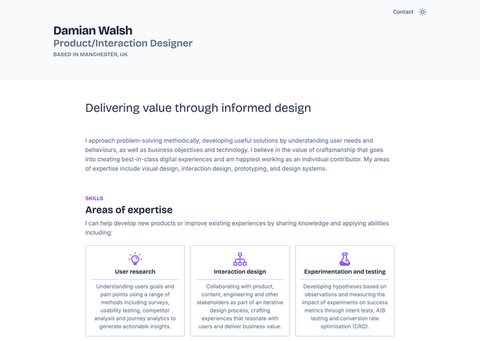 Contact
Damian Walsh
Product/Interaction Designer
BASED IN MANCHESTER, UK
Delivering value through informed design
I approach problem-solving methodically, developing useful solutions by understanding user needs and
behaviours, as well as business objectives and technology. I believe in the value of craftsmanship that goes
into creating best-in-class digital experiences and am happiest working as an individual contributor. My areas
of expertise include visual design, interaction design, prototyping, and design systems.
SKILLS
Areas of expertise
I can help develop new products or improve existing experiences by sharing knowledge and applying abilities
including:
User research
Understanding users goals and
pain points using a range of
methods including surveys,
usability testing, competitor
analysis and journey analytics to
generate actionable insights.
Interaction design
Collaborating with product,
content, engineering and other
stakeholders as part of an iterative
design process, crafting
experiences that resonate with
users and deliver business value.
Experimentation and testing
Developing hypotheses based on
observations and measuring the
impact of experiments on success
metrics through intent tests, A/B
testing and conversion rate
optimisation (CRO).